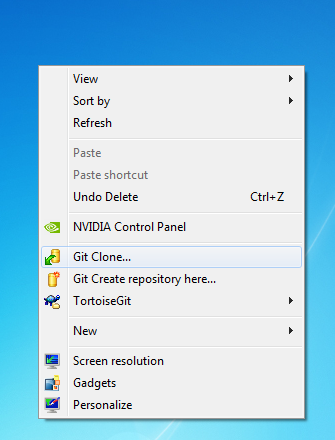 View
Sort by
Refresh
Paste
Paste shortcut
Undo Delete Ctrl+Z
NVIDIA Control Panel
Git Clone...
Git Create repository here...
TortoiseGit
New
Screen resolution
Gadgets
Personalize